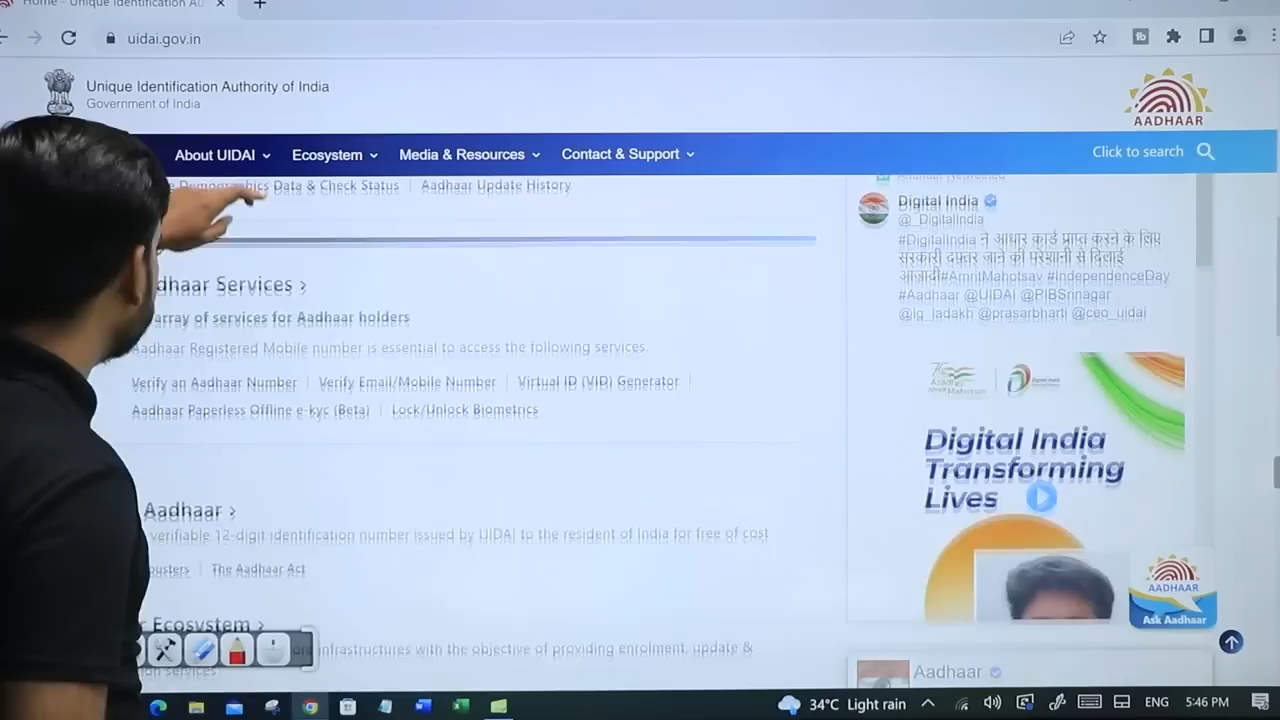 Home - Unique Identification Au
uidai.gov.in
Unique Identification Authority of India
Government of India
AADHAAR
About UIDAI
Ecosystem
Media & Resources
Contact & Support
Click to search
Demographics Data & Check Status | Aadhaar Update History
Digital India
@_DigitalIndia
#DigitalIndia ने आधार कार्ड प्राप्त करने के लिए
सरकारी दफ्तर जाने की परेशानी से दिलाई
आजादी#AmritMahotsav #IndependenceDay
#Aadhaar @UIDAI @PIBSrinagar
@lg_ladakh @prasarbharti @ceo_uidai
dhaar Services >
array of services for Aadhaar holders
Aadhaar Registered Mobile number is essential to access the following services.
Verify an Aadhaar Number | Verify Email/Mobile Number | Virtual ID (VID) Generator |
Aadhaar Paperless Offline e-kyc (Beta) | Lock/Unlock Biometrics
Digital India
Transforming
Lives
Aadhaar >
verifiable 12-digit identification number issued by UIDAI to the resident of India for free of cost
busters | The Aadhaar Act
Ecosystem >
infrastructures with the objective of providing enrolment, update &
services
AADHAAR
Ask Aadhaar
Aadhaar
34°C Light rain
ENG
5:46 PM